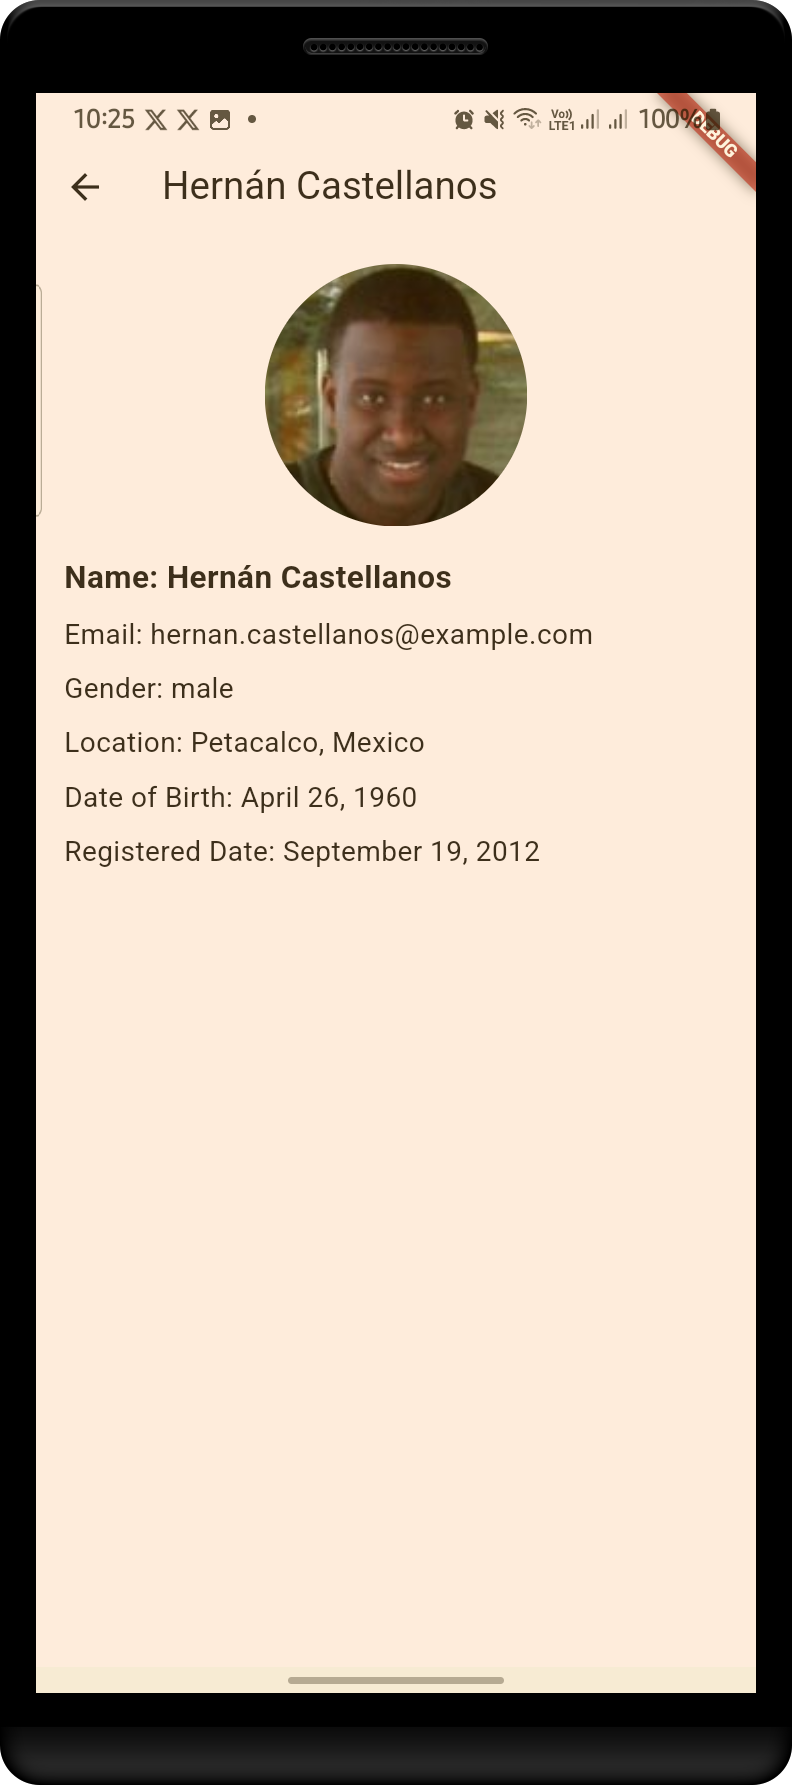 10:25 Vo)) LTE1 100%
DEBUG
Hernán Castellanos
Name: Hernán Castellanos
Email: hernan.castellanos@example.com
Gender: male
Location: Petacalco, Mexico
Date of Birth: April 26, 1960
Registered Date: September 19, 2012